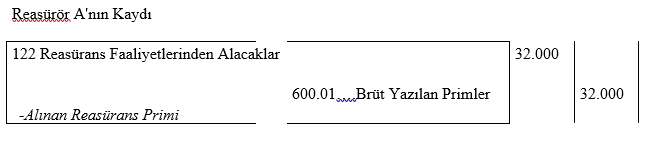 Reasürör A'nın Kaydı
122 Reasürans Faaliyetlerinden Alacaklar 32.000
600.01....Brüt Yazılan Primler 32.000
-Alınan Reasürans Primi